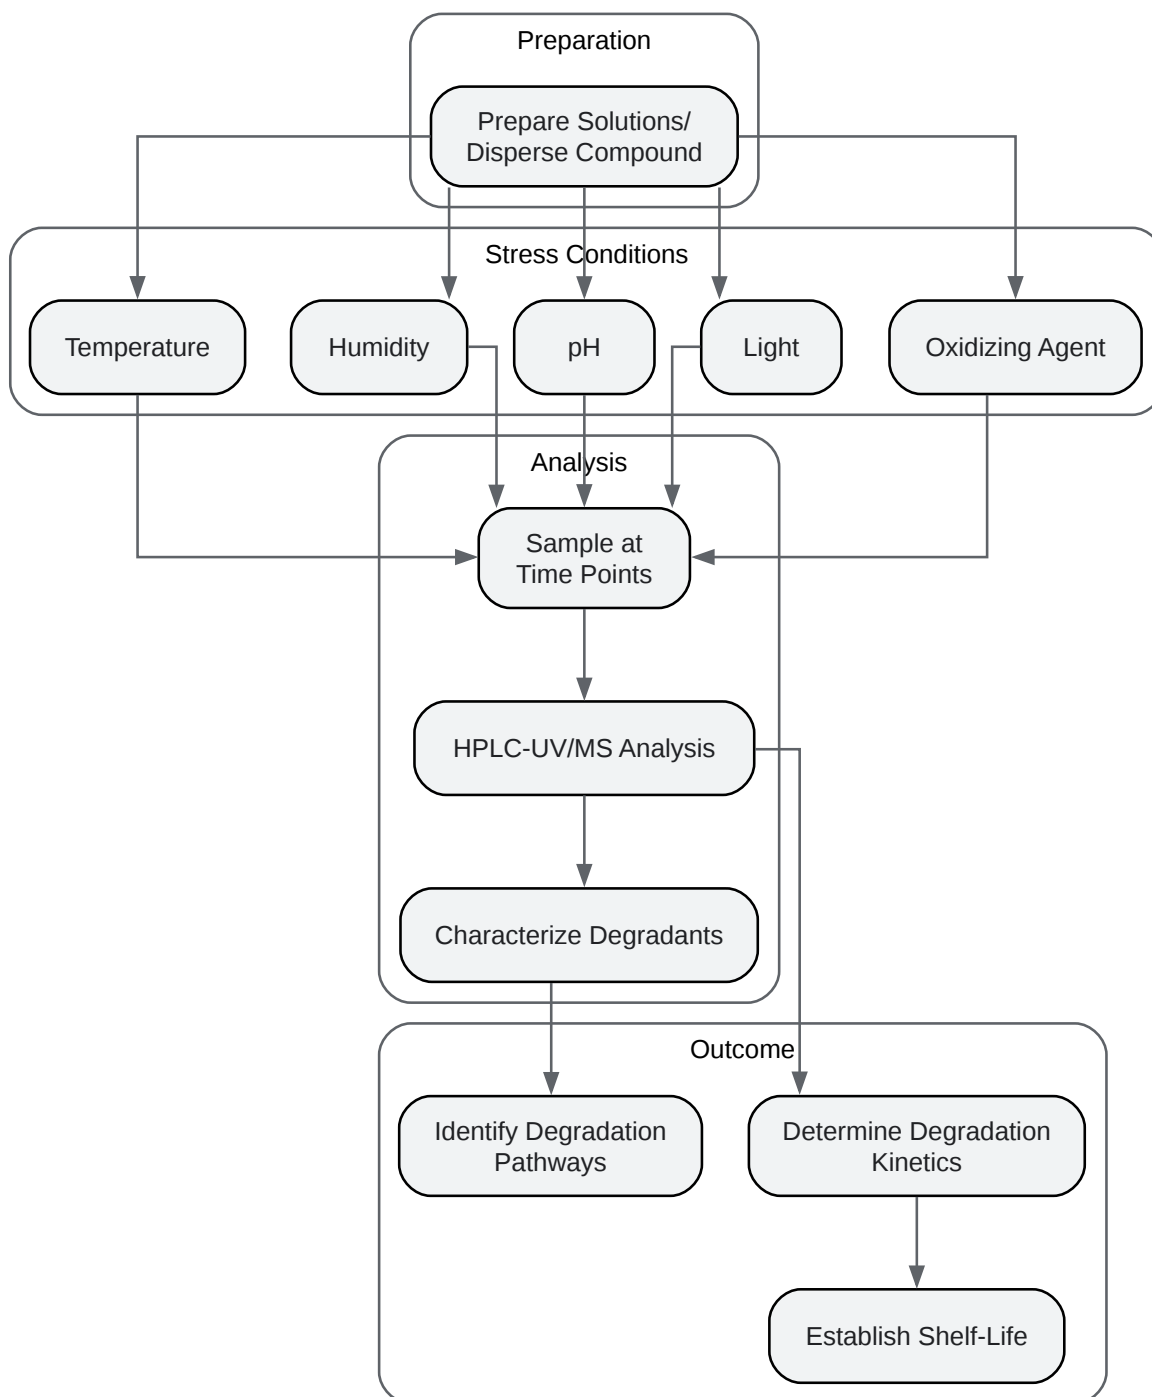 Preparation
Prepare Solutions/
Disperse Compound
Stress Conditions
Temperature
Humidity
pH
Light
Oxidizing Agent
Analysis
Sample at
Time Points
HPLC-UV/MS Analysis
Characterize Degradants
Outcome
Identify Degradation
Pathways
Determine Degradation
Kinetics
Establish Shelf-Life